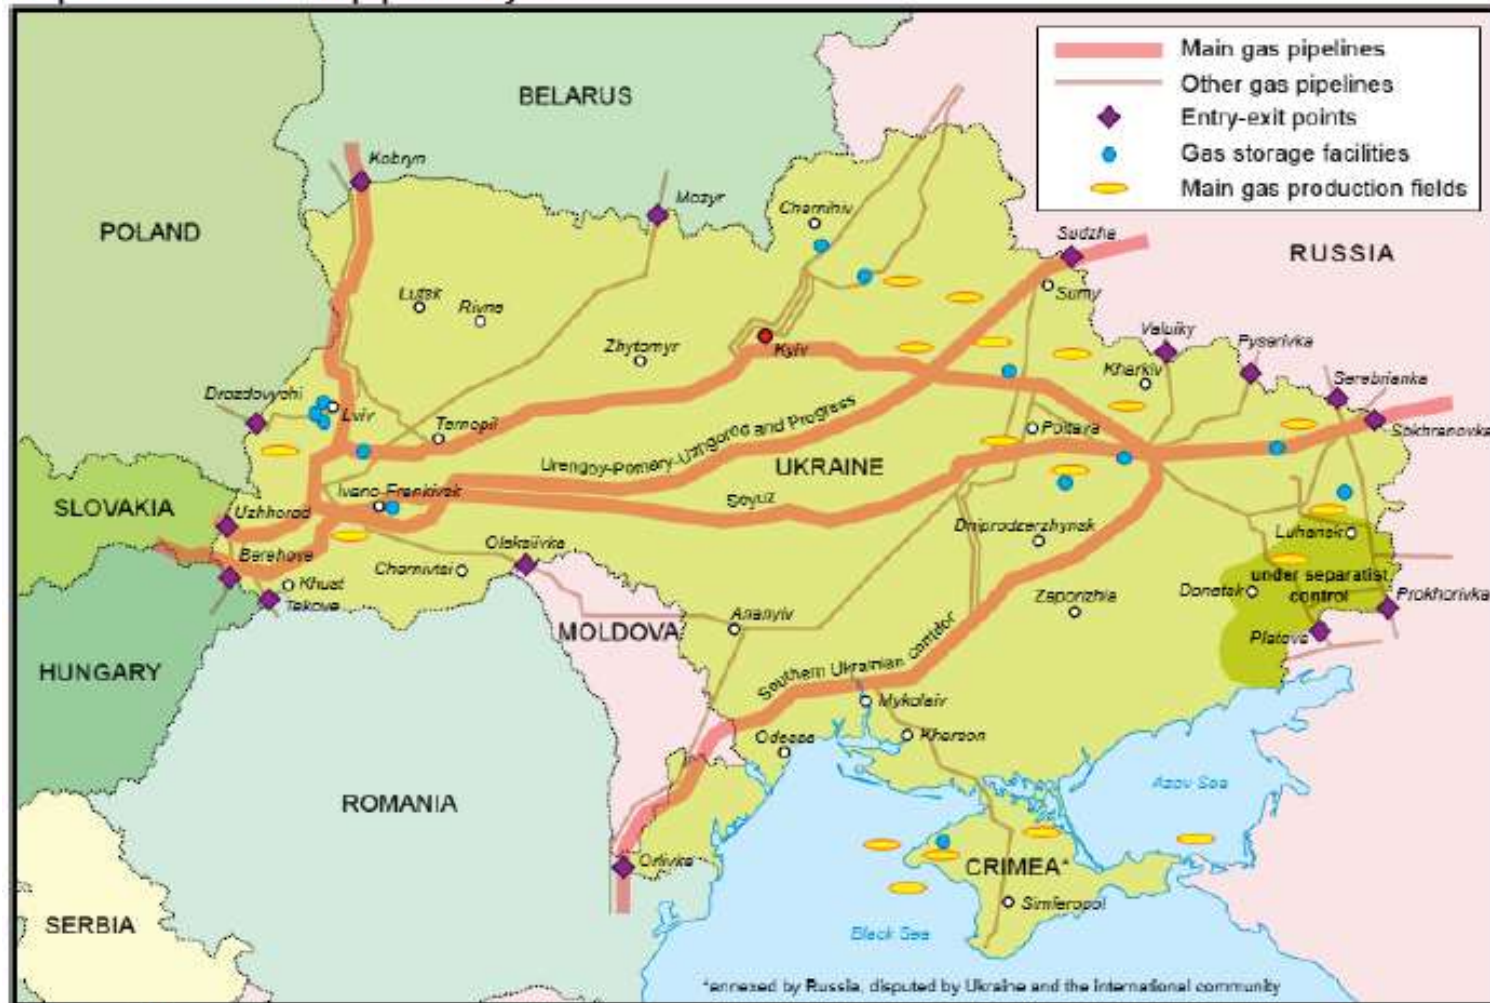 Main gas pipelines
Other gas pipelines
Entry-exit points
Gas storage facilities
Main gas production fields
BELARUS
Kobryn
Mozyr
POLAND
Chernihiv
Sudzha
RUSSIA
Sumy
Lutsk
Rivne
Zhytomyr
Kyiv
Valuiky
Pyserivka
Kharkiv
Serebrianka
Drozdovychi
Lviv
Ternopil
Poltava
Sokhranovka
Urengoy-Pomary-Uzhgorod and Progress
UKRAINE
SLOVAKIA
Ivano-Frankivsk
Soyuz
Uzhhorod
Dniprodzerzhynsk
Luhansk
Oleksiivka
Berehove
Chernivtsi
Khust
Tekove
under separatist
control
Donetsk
Zaporizhia
Prokhorivka
Ananyiv
MOLDOVA
Platovo
HUNGARY
Southern Ukrainian corridor
Mykolaiv
Kherson
Odessa
ROMANIA
Azov Sea
Orlivka
CRIMEA*
Simferopol
SERBIA
Black Sea
*annexed by Russia, disputed by Ukraine and the international community